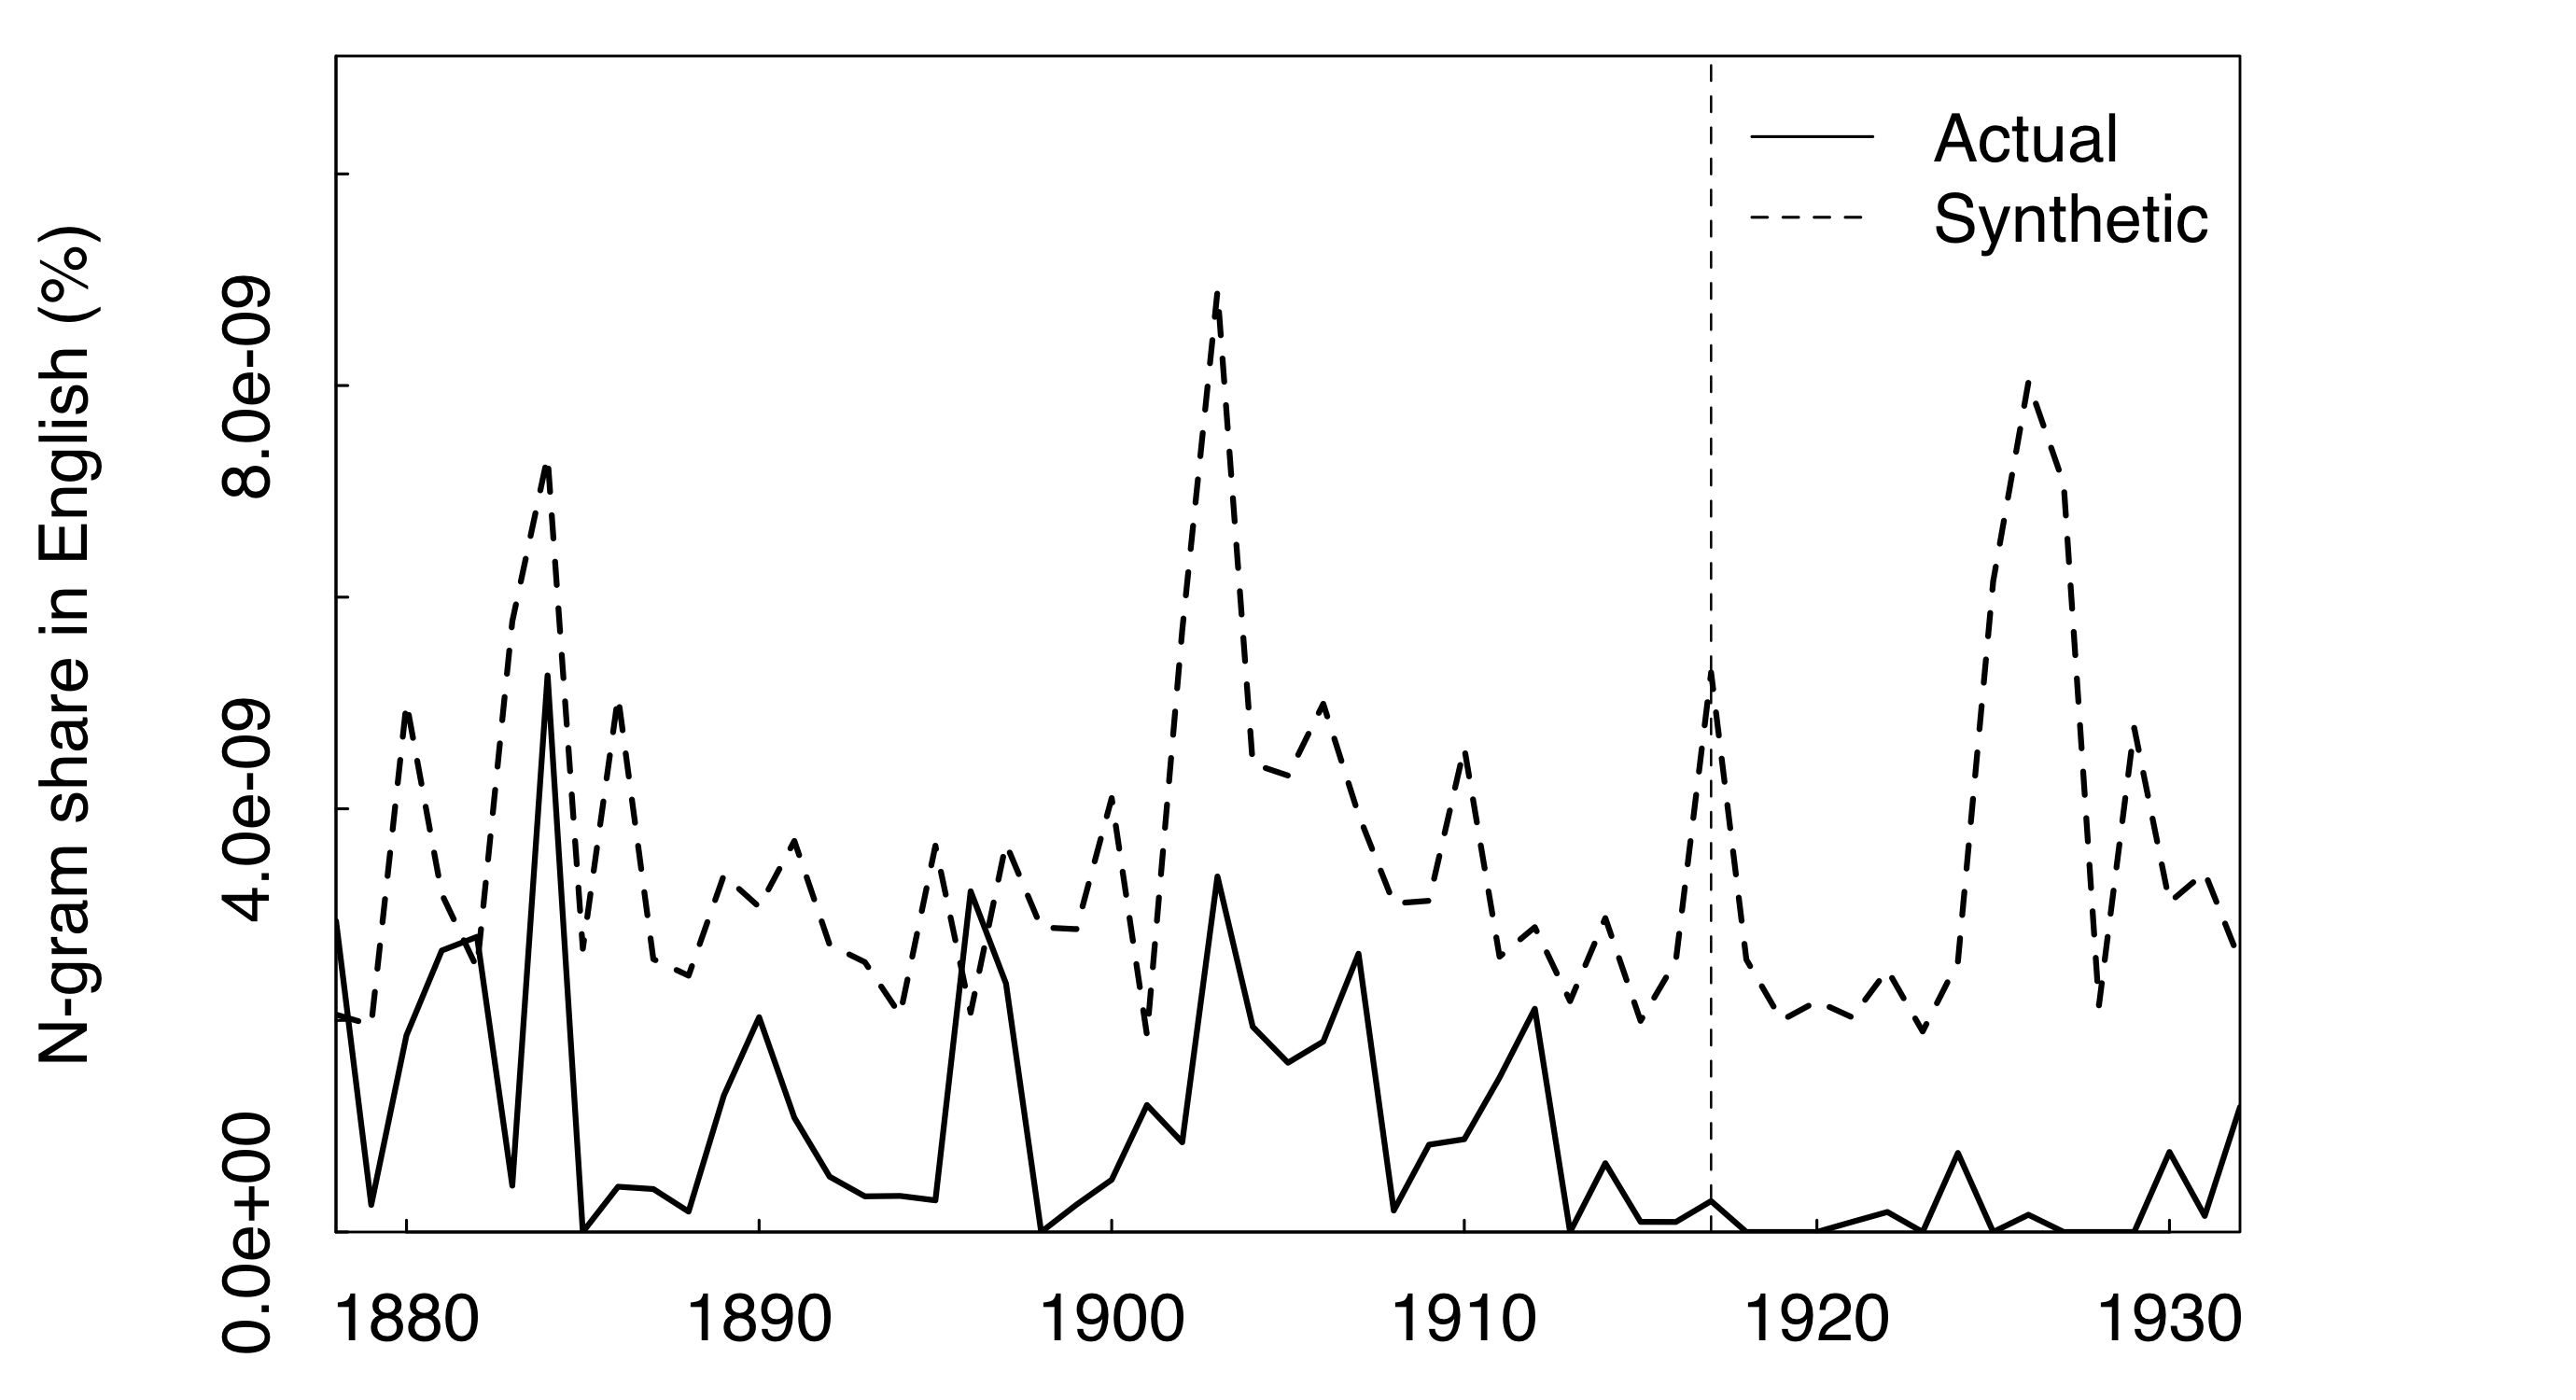 N-gram share in English (%)
8.0e-09
4.0e-09
0.0e+00
Actual
Synthetic
1880 1890 1900 1910 1920 1930